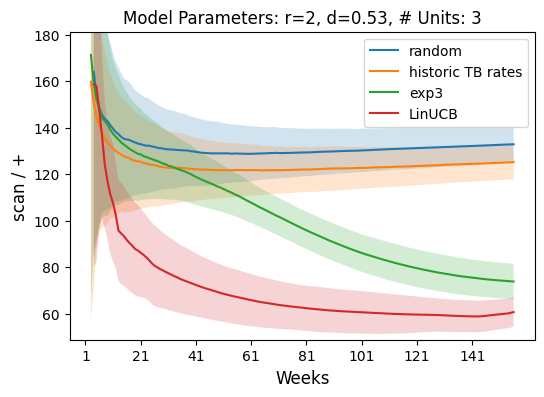 Model Parameters: r=2, d=0.53, # Units: 3
180
160
140
120
100
80
60
scan / +
random
historic TB rates
exp3
LinUCB
1 21 41 61 81 101 121 141
Weeks